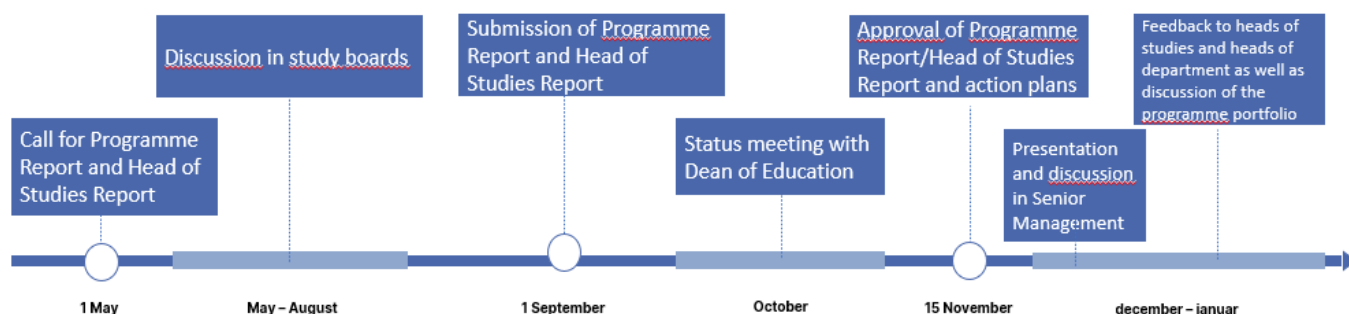 Discussion in study boards
Submission of Programme
Report and Head of
Studies Report
Approval of Programme
Report/Head of Studies
Report and action plans
Feedback to heads of
studies and heads of
department as well as
discussion of the
programme portfolio
Call for Programme
Report and Head of
Studies Report
Status meeting with
Dean of Education
Presentation
and discussion
in Senior
Management
1 May
May – August
1 September
October
15 November
december – januar